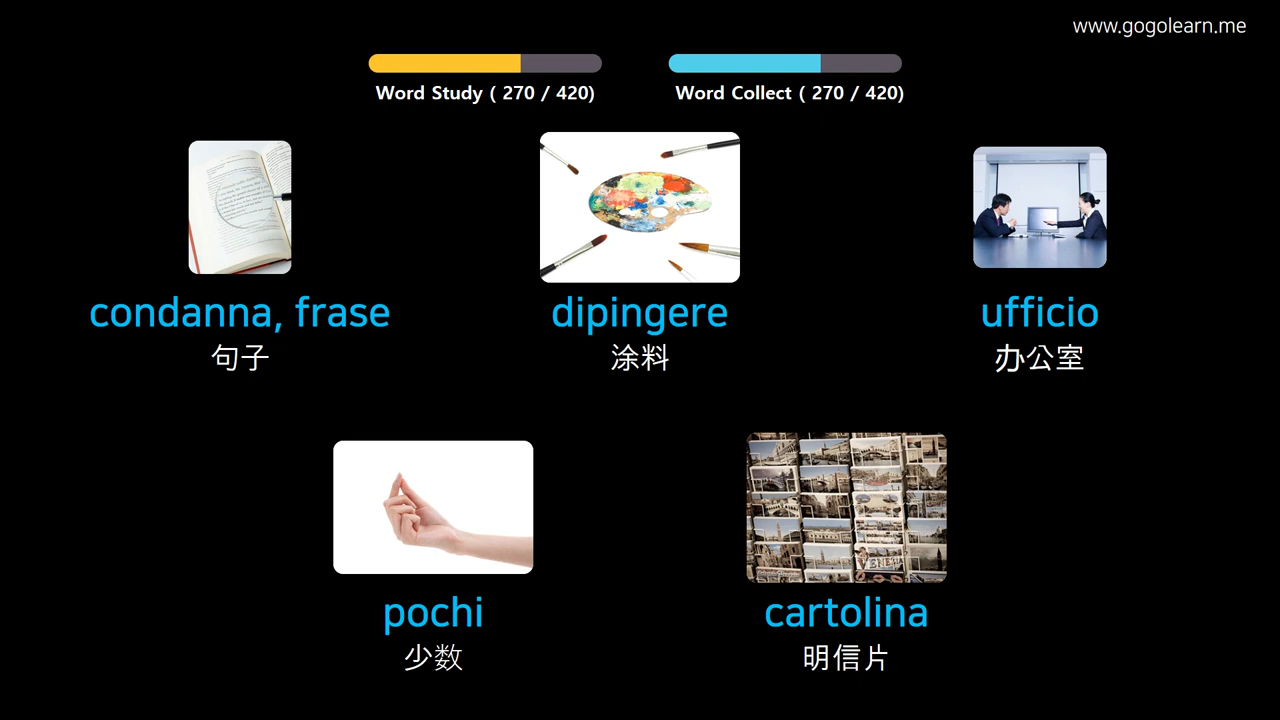 www.gogolearn.me
Word Study ( 270 / 420)
Word Collect ( 270 / 420)
condanna, frase
句子
dipingere
涂料
ufficio
办公室
pochi
少数
cartolina
明信片